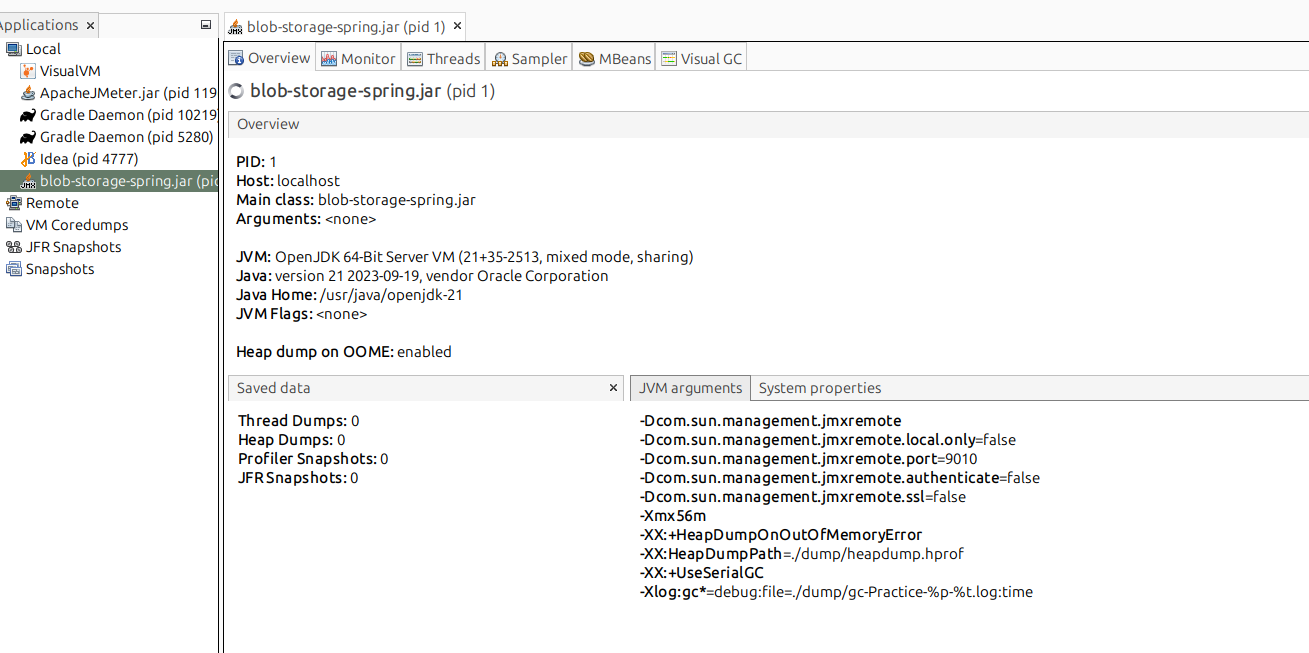 Applications
Local
VisualVM
ApacheJMeter.jar (pid 119
Gradle Daemon (pid 10219
Gradle Daemon (pid 5280)
Idea (pid 4777)
blob-storage-spring.jar (pid
Remote
VM Coredumps
JFR Snapshots
Snapshots
blob-storage-spring.jar (pid 1)
Overview Monitor Threads Sampler MBeans Visual GC
blob-storage-spring.jar (pid 1)
Overview
PID: 1
Host: localhost
Main class: blob-storage-spring.jar
Arguments: <none>
JVM: OpenJDK 64-Bit Server VM (21+35-2513, mixed mode, sharing)
Java: version 21 2023-09-19, vendor Oracle Corporation
Java Home: /usr/java/openjdk-21
JVM Flags: <none>
Heap dump on OOME: enabled
Saved data
Thread Dumps: 0
Heap Dumps: 0
Profiler Snapshots: 0
JFR Snapshots: 0
JVM arguments System properties
-Dcom.sun.management.jmxremote
-Dcom.sun.management.jmxremote.local.only=false
-Dcom.sun.management.jmxremote.port=9010
-Dcom.sun.management.jmxremote.authenticate=false
-Dcom.sun.management.jmxremote.ssl=false
-Xmx56m
-XX:+HeapDumpOnOutOfMemoryError
-XX:HeapDumpPath=./dump/heapdump.hprof
-XX:+UseSerialGC
-Xlog:gc*=debug:file=./dump/gc-Practice-%p-%t.log:time